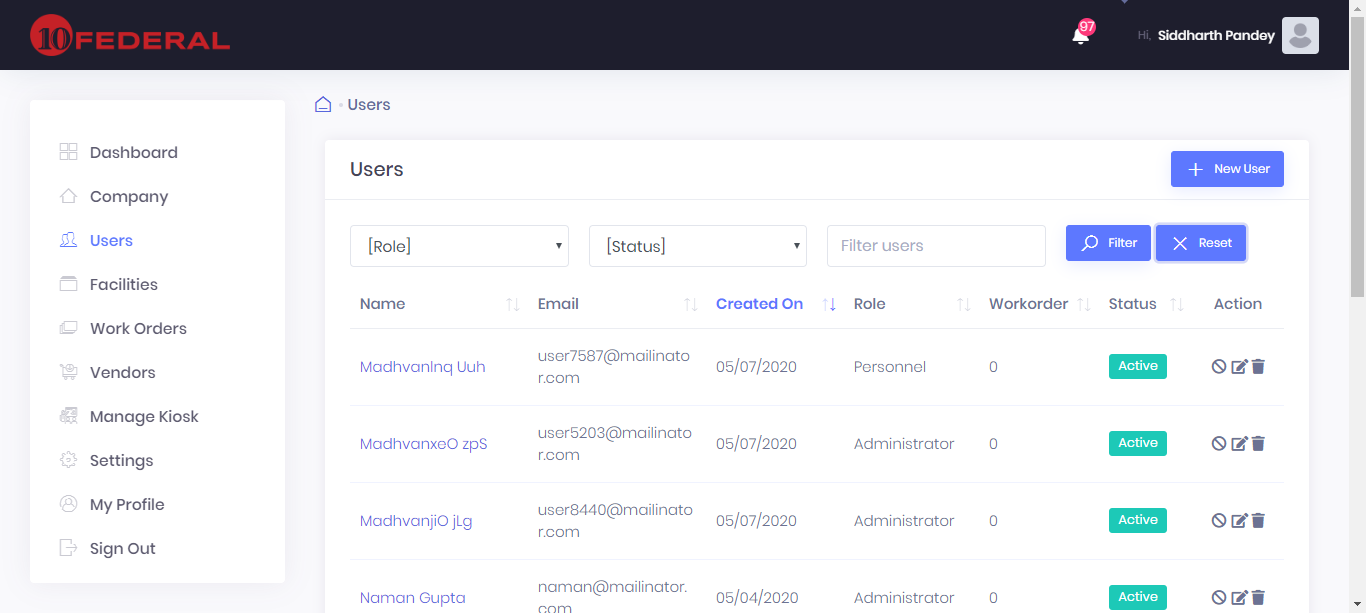 10 FEDERAL
97
Hi, Siddharth Pandey
Dashboard
Company
Users
Facilities
Work Orders
Vendors
Manage Kiosk
Settings
My Profile
Sign Out
Users
Users
New User
[Role]
[Status]
Filter users
Filter
Reset
Name Email Created On Role Workorder Status Action
MadhvanInq Uuh user7587@mailinato 05/07/2020 Personnel 0 Active
r.com
MadhvanxeO zpS user5203@mailinato 05/07/2020 Administrator 0 Active
r.com
MadhvanjiO jLg user8440@mailinato 05/07/2020 Administrator 0 Active
r.com
Naman Gupta naman@mailinator. 05/04/2020 Administrator 0 Active
com